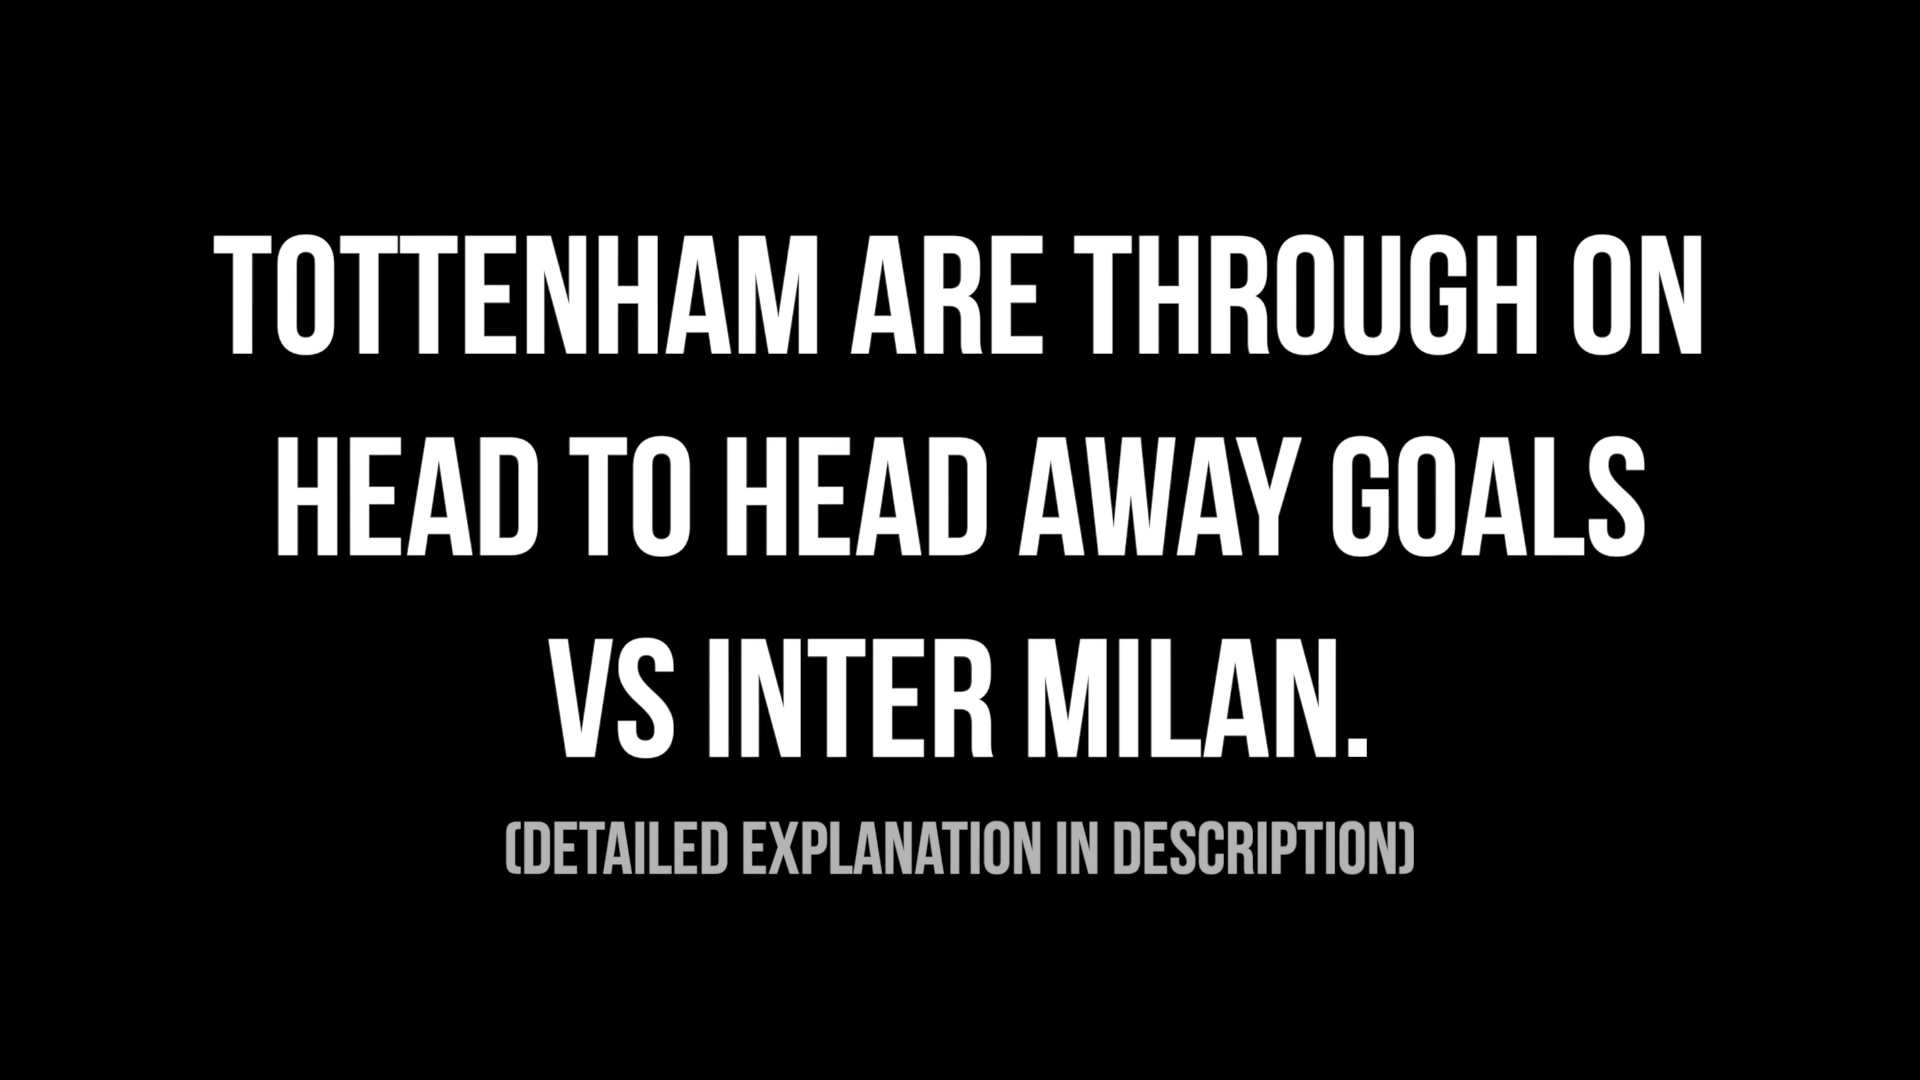 TOTTENHAM ARE THROUGH ON
HEAD TO HEAD AWAY GOALS
VS INTER MILAN.
(DETAILED EXPLANATION IN DESCRIPTION)